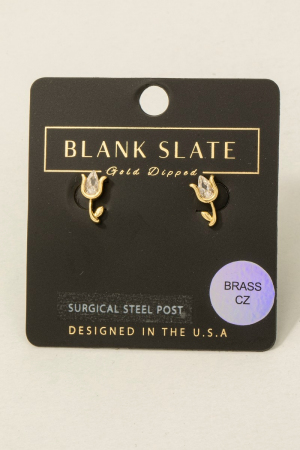 BLANK SLATE
Gold Dipped
BRASS
CZ
SURGICAL STEEL POST
DESIGNED IN THE U.S.A